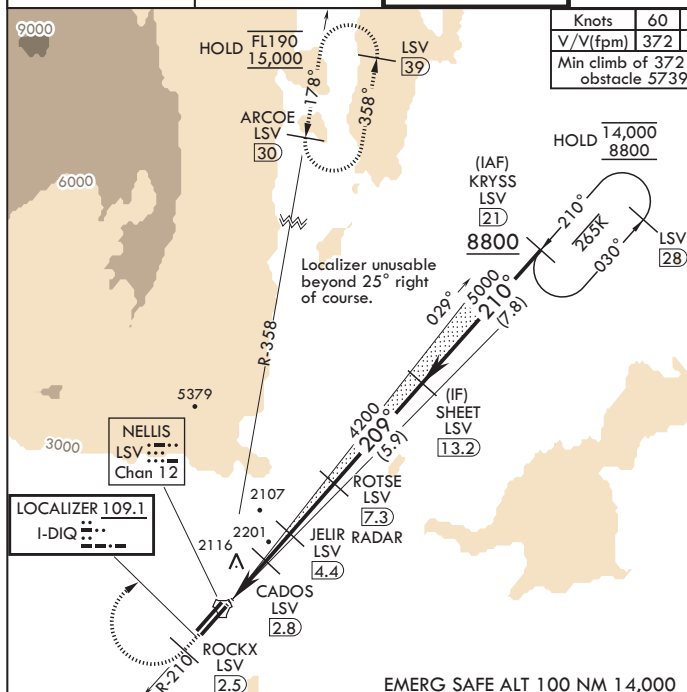 Knots 60
V/V(fpm) 372
Min climb of 372
obstacle 5739
9000
HOLD FL190
15,000
LSV
39
178°
358°
ARCOE
LSV
30
HOLD 14,000
8800
(IAF)
KRYSS
LSV
21
8800
210°
265K
030°
LSV
28
6000
Localizer unusable
beyond 25° right
of course.
029°
5000
210°
(7.8)
R-358
(IF)
SHEET
LSV
13.2
5379
4200
209°
(5.9)
3000
NELLIS
LSV
Chan 12
ROTSE
LSV
7.3
RADAR
LOCALIZER 109.1
I-DIQ
2107
2201
2116
JELIR
LSV
4.4
CADOS
LSV
2.8
ROCKX
LSV
2.5
R-210
EMERG SAFE ALT 100 NM 14,000